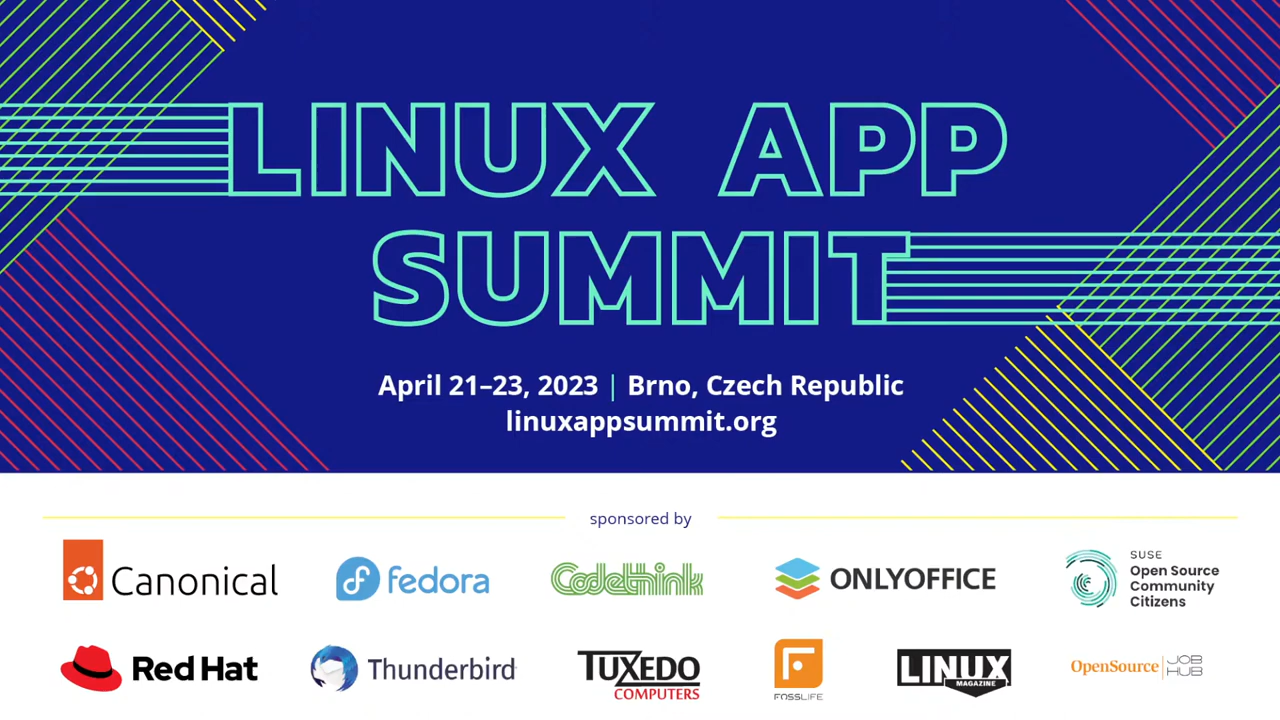 LINUX APP
SUMMIT
April 21–23, 2023 | Brno, Czech Republic
linuxappsummit.org
sponsored by
Canonical
fedora
Codethink
ONLYOFFICE
SUSE
Open Source
Community
Citizens
Red Hat
Thunderbird
TUXEDO
COMPUTERS
FOSSLIFE
LINUX
MAGAZINE
OpenSource
JOB
HUB